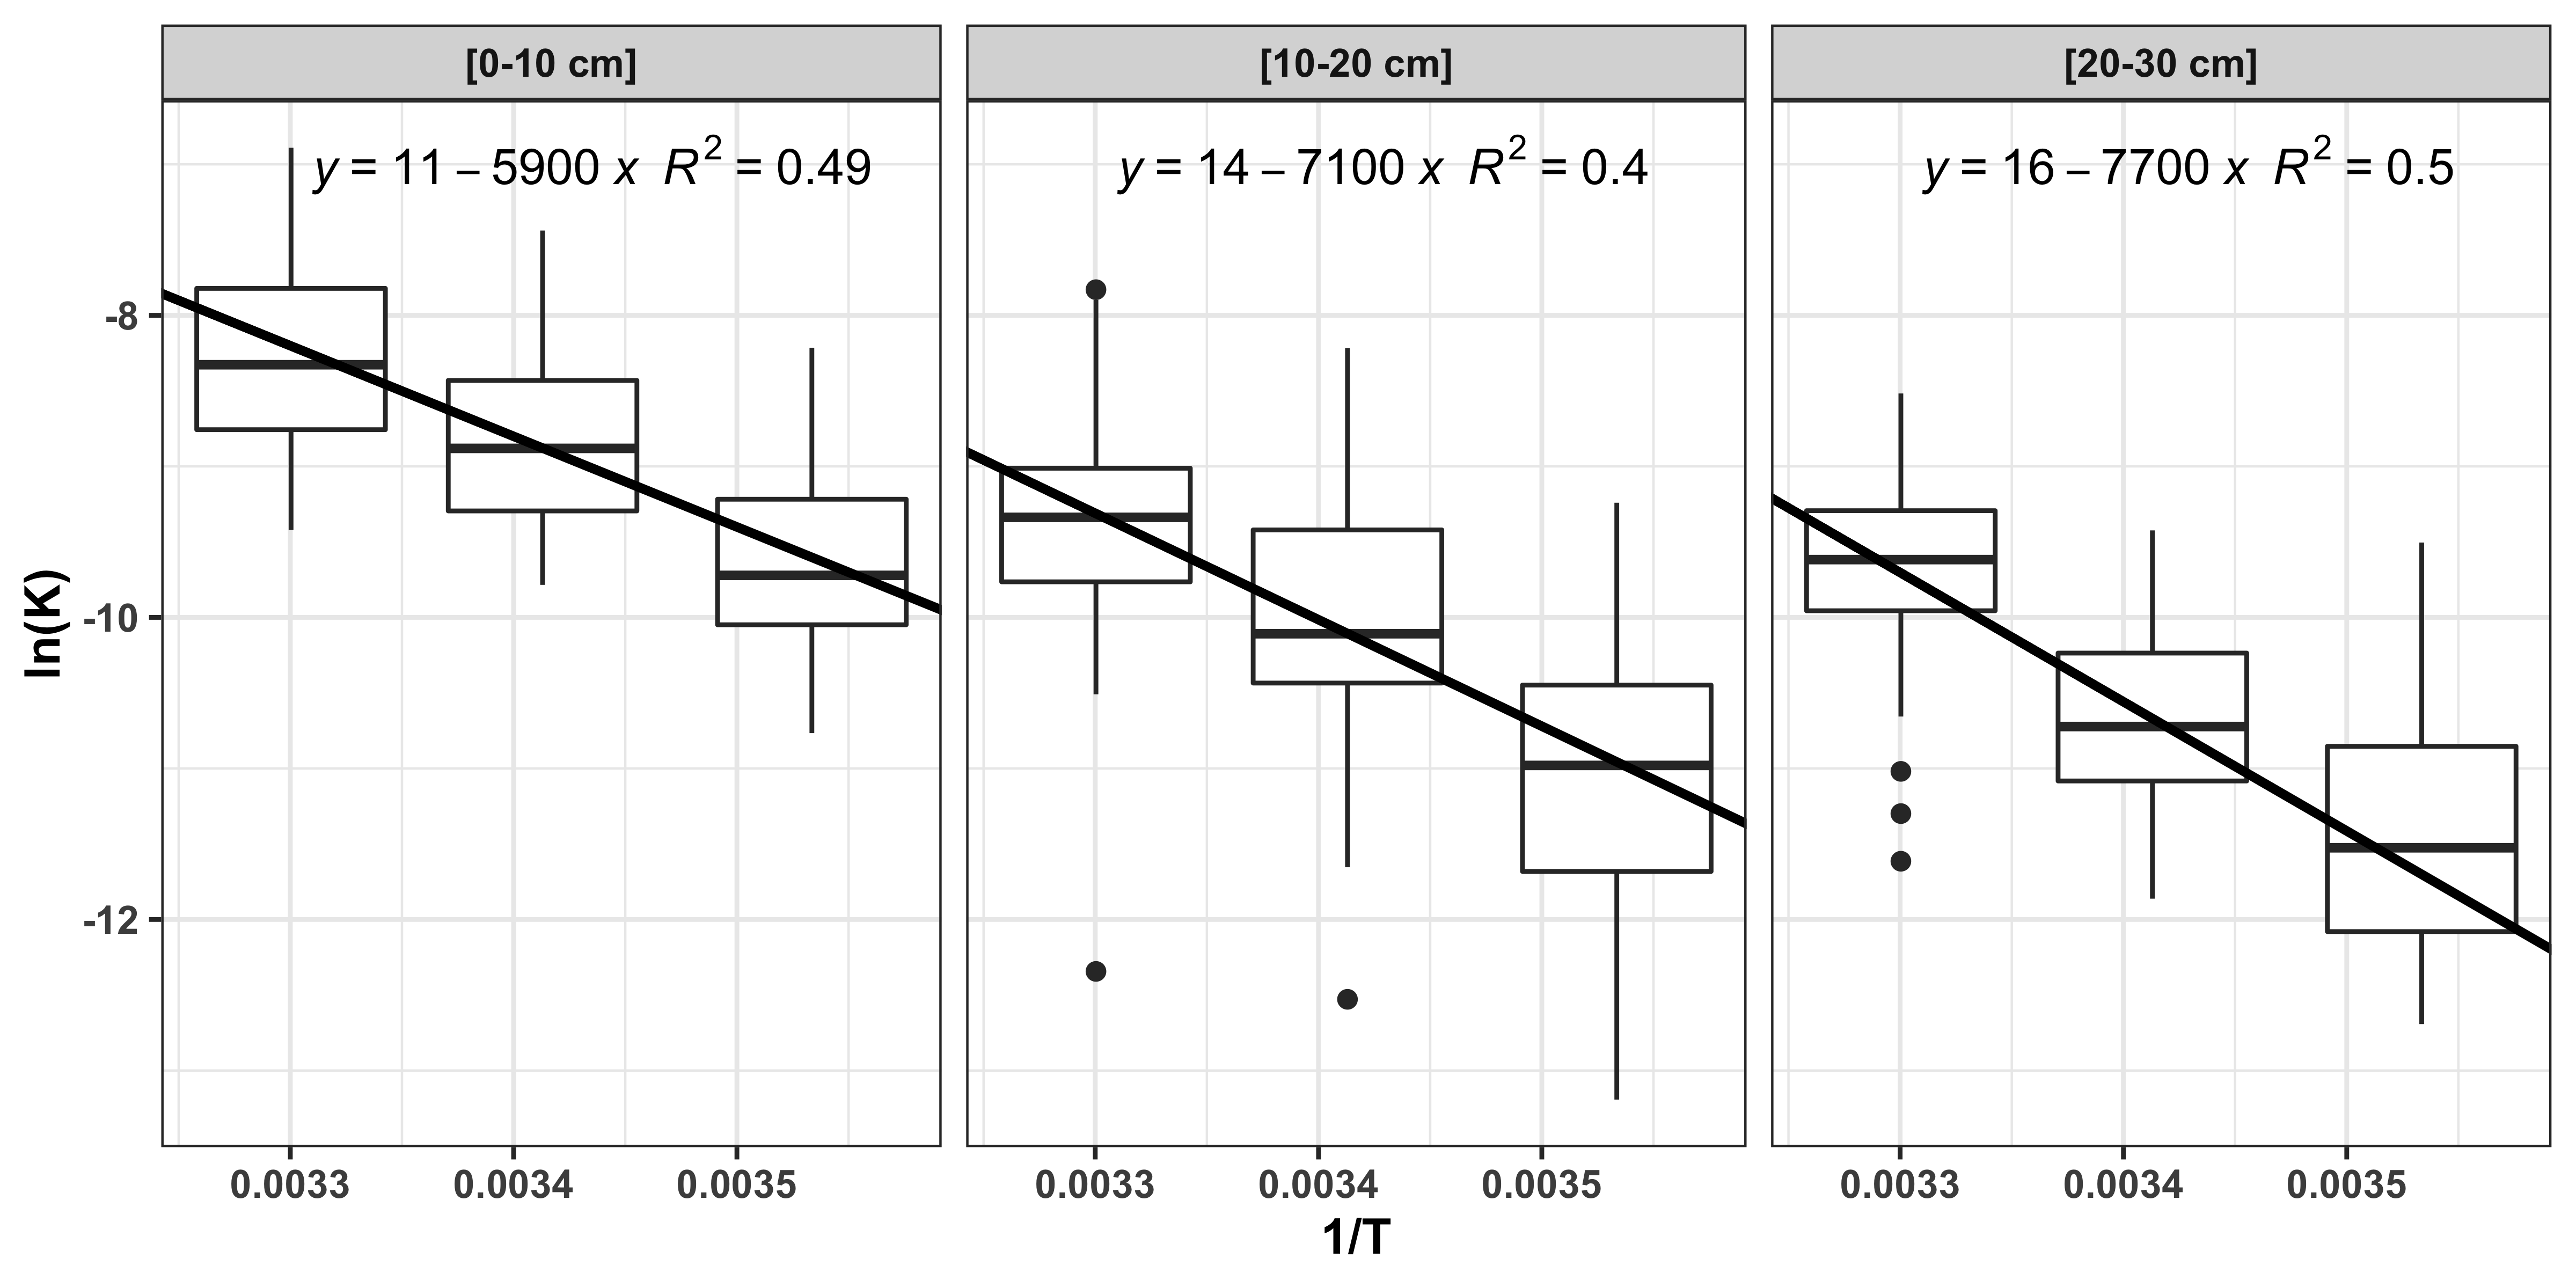 [0-10 cm] [10-20 cm] [20-30 cm]
y = 11 – 5900 x R² = 0.49
y = 14 – 7100 x R² = 0.4
y = 16 – 7700 x R² = 0.5
-8
-10
-12
ln(K)
0.0033 0.0034 0.0035 0.0033 0.0034 0.0035 0.0033 0.0034 0.0035
1/T